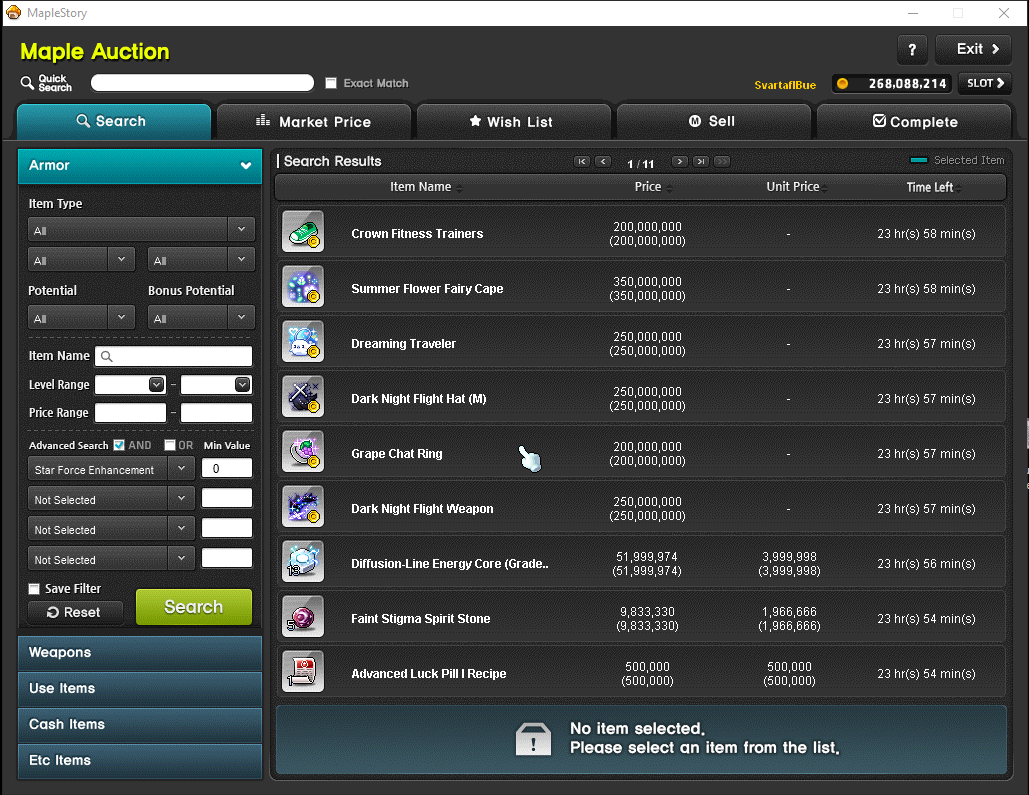 MapleStory
Maple Auction
? Exit >
Quick Search Exact Match SvartaflBue 268,088,214 SLOT >
Search Market Price Wish List M Sell Complete
Armor
Item Type
All
All All
Potential Bonus Potential
All All
Item Name
Level Range –
Price Range –
Advanced Search AND OR Min Value
Star Force Enhancement 0
Not Selected
Not Selected
Not Selected
Save Filter
Reset Search
Weapons
Use Items
Cash Items
Etc Items
Search Results 1 / 11 Selected Item
Item Name Price Unit Price Time Left
Crown Fitness Trainers 200,000,000 (200,000,000) - 23 hr(s) 58 min(s)
Summer Flower Fairy Cape 350,000,000 (350,000,000) - 23 hr(s) 58 min(s)
Dreaming Traveler 250,000,000 (250,000,000) - 23 hr(s) 57 min(s)
Dark Night Flight Hat (M) 250,000,000 (250,000,000) - 23 hr(s) 57 min(s)
Grape Chat Ring 200,000,000 (200,000,000) - 23 hr(s) 57 min(s)
Dark Night Flight Weapon 250,000,000 (250,000,000) - 23 hr(s) 57 min(s)
13 Diffusion-Line Energy Core (Grade.. 51,999,974 (51,999,974) 3,999,998 (3,999,998) 23 hr(s) 56 min(s)
5 Faint Stigma Spirit Stone 9,833,330 (9,833,330) 1,966,666 (1,966,666) 23 hr(s) 54 min(s)
1 Advanced Luck Pill I Recipe 500,000 (500,000) 500,000 (500,000) 23 hr(s) 54 min(s)
No item selected.
Please select an item from the list.